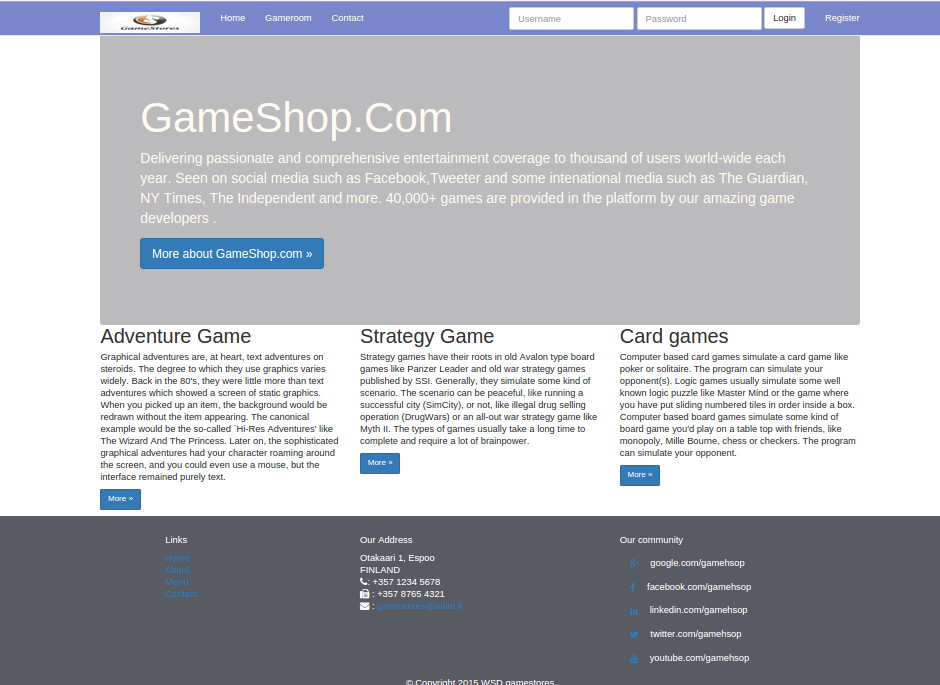 GameStores
Home
Gameroom
Contact
Username
Password
Login
Register
GameShop.Com
Delivering passionate and comprehensive entertainment coverage to thousand of users world-wide each
year. Seen on social media such as Facebook,Tweeter and some intenational media such as The Guardian,
NY Times, The Independent and more. 40,000+ games are provided in the platform by our amazing game
developers .
More about GameShop.com »
Adventure Game
Graphical adventures are, at heart, text adventures on
steroids. The degree to which they use graphics varies
widely. Back in the 80's, they were little more than text
adventures which showed a screen of static graphics.
When you picked up an item, the background would be
redrawn without the item appearing. The canonical
example would be the so-called `Hi-Res Adventures' like
The Wizard And The Princess. Later on, the sophisticated
graphical adventures had your character roaming around
the screen, and you could even use a mouse, but the
interface remained purely text.
More »
Strategy Game
Strategy games have their roots in old Avalon type board
games like Panzer Leader and old war strategy games
published by SSI. Generally, they simulate some kind of
scenario. The scenario can be peaceful, like running a
successful city (SimCity), or not, like illegal drug selling
operation (DrugWars) or an all-out war strategy game like
Myth II. The types of games usually take a long time to
complete and require a lot of brainpower.
More »
Card games
Computer based card games simulate a card game like
poker or solitaire. The program can simulate your
opponent(s). Logic games usually simulate some well
known logic puzzle like Master Mind or the game where
you have put sliding numbered tiles in order inside a box.
Computer based board games simulate some kind of
board game you'd play on a table top with friends, like
monopoly, Mille Bourne, chess or checkers. The program
can simulate your opponent.
More »
Links
Home
About
Menu
Contact
Our Address
Otakaari 1, Espoo
FINLAND
: +357 1234 5678
: +357 8765 4321
: gamestores@aalto.fi
Our community
google.com/gamehsop
facebook.com/gamehsop
linkedin.com/gamehsop
twitter.com/gamehsop
youtube.com/gamehsop
© Copyright 2015 WSD gamestores